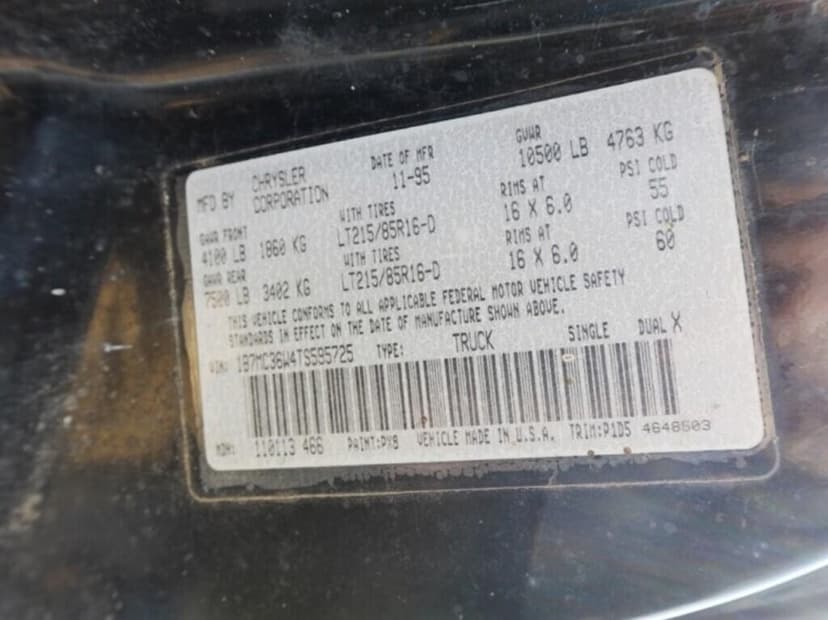 MFD BY CHRYSLER CORPORATION DATE OF MFR 11-95 GVWR 10500 LB 4763 KG
GAWR FRONT WITH TIRES RIMS AT PSI COLD
4100 LB 1860 KG LT215/85R16-D 16 X 6.0 55
GAWR REAR WITH TIRES RIMS AT PSI COLD
7500 LB 3402 KG LT215/85R16-D 16 X 6.0 60
THIS VEHICLE CONFORMS TO ALL APPLICABLE FEDERAL MOTOR VEHICLE SAFETY
STANDARDS IN EFFECT ON THE DATE OF MANUFACTURE SHOWN ABOVE.
VIN: 1B7MC36W4TS595725 TYPE: TRUCK SINGLE DUAL X
MDH: 110113 466 PAINT:PX8 VEHICLE MADE IN U.S.A. TRIM:P1D5 4648503